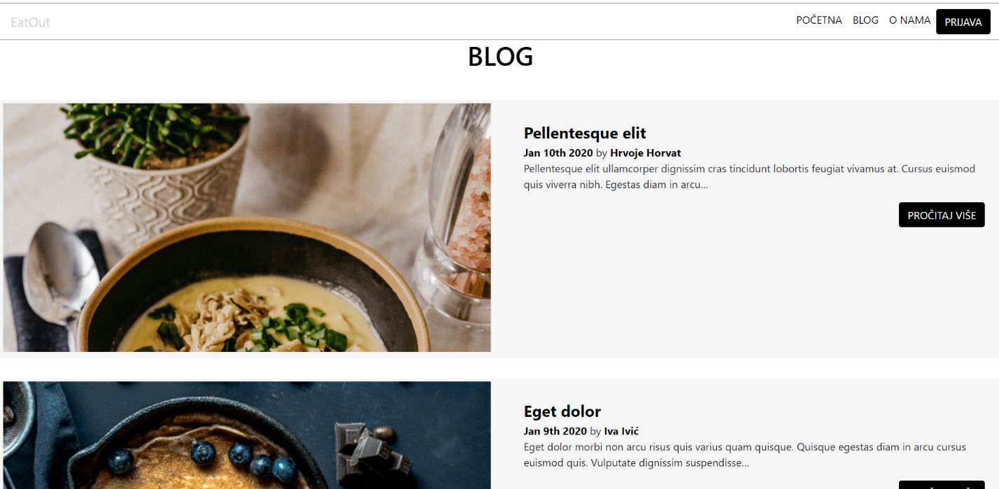 EatOut
POČETNA BLOG O NAMA PRIJAVA
BLOG
Pellentesque elit
Jan 10th 2020 by Hrvoje Horvat
Pellentesque elit ullamcorper dignissim cras tincidunt lobortis feugiat vivamus at. Cursus euismod
quis viverra nibh. Egestas diam in arcu...
PROČITAJ VIŠE
Eget dolor
Jan 9th 2020 by Iva Ivić
Eget dolor morbi non arcu risus quis varius quam quisque. Quisque egestas diam in arcu cursus
euismod quis. Vulputate dignissim suspendisse...